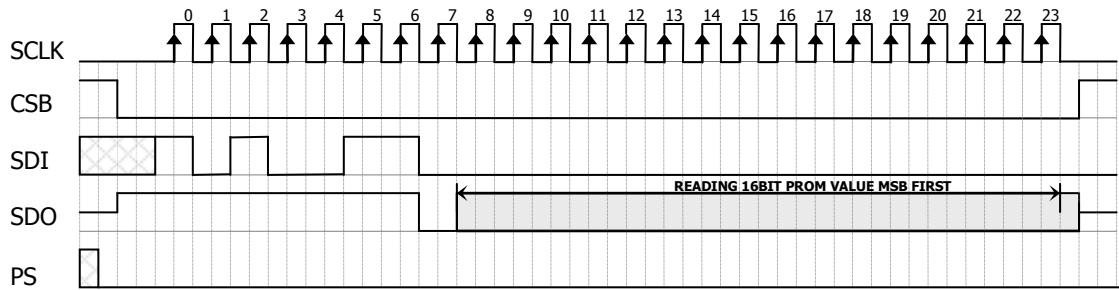 0 1 2 3 4 5 6 7 8 9 10 11 12 13 14 15 16 17 18 19 20 21 22 23
SCLK
CSB
SDI
READING 16BIT PROM VALUE MSB FIRST
SDO
PS